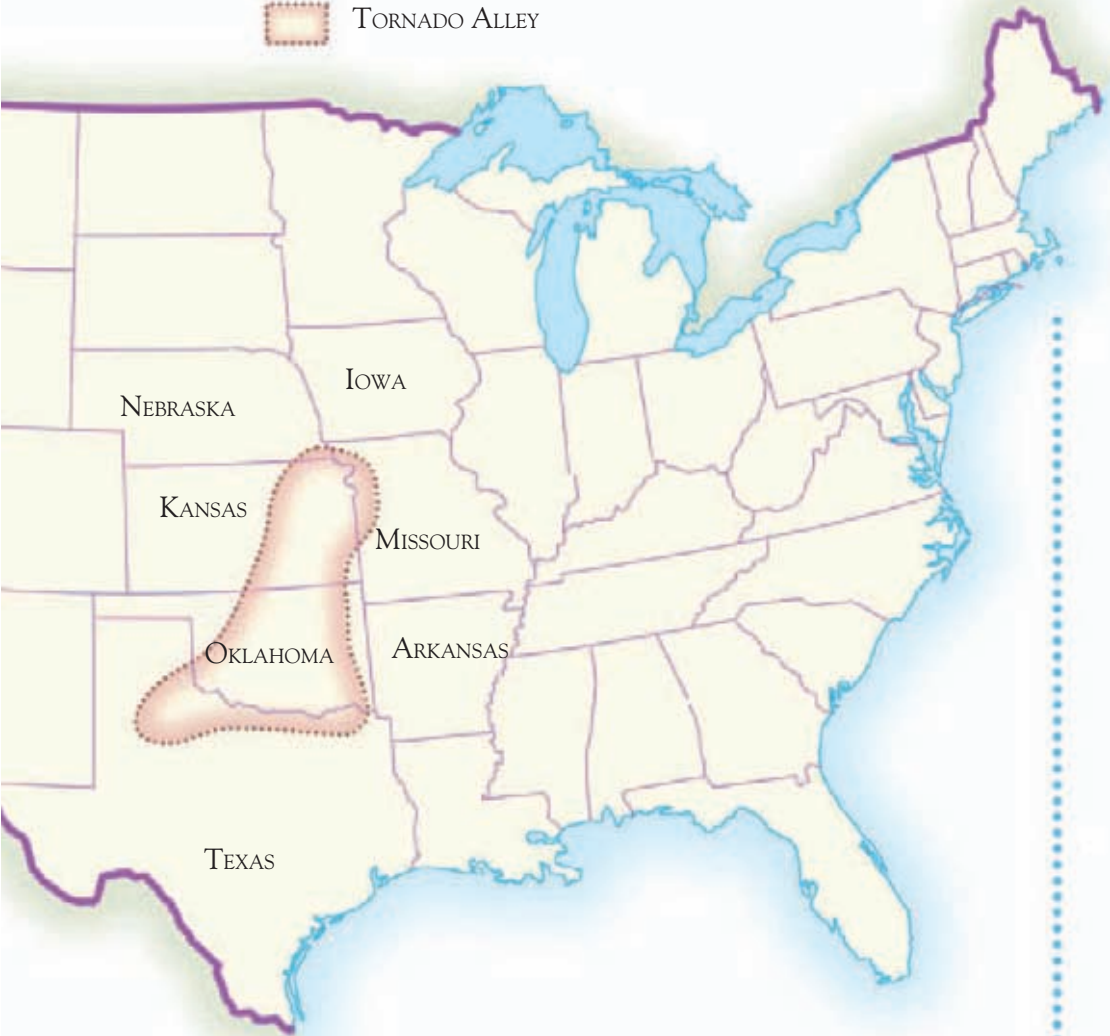 Tornado Alley
Iowa
Nebraska
Kansas
Missouri
Oklahoma
Arkansas
Texas